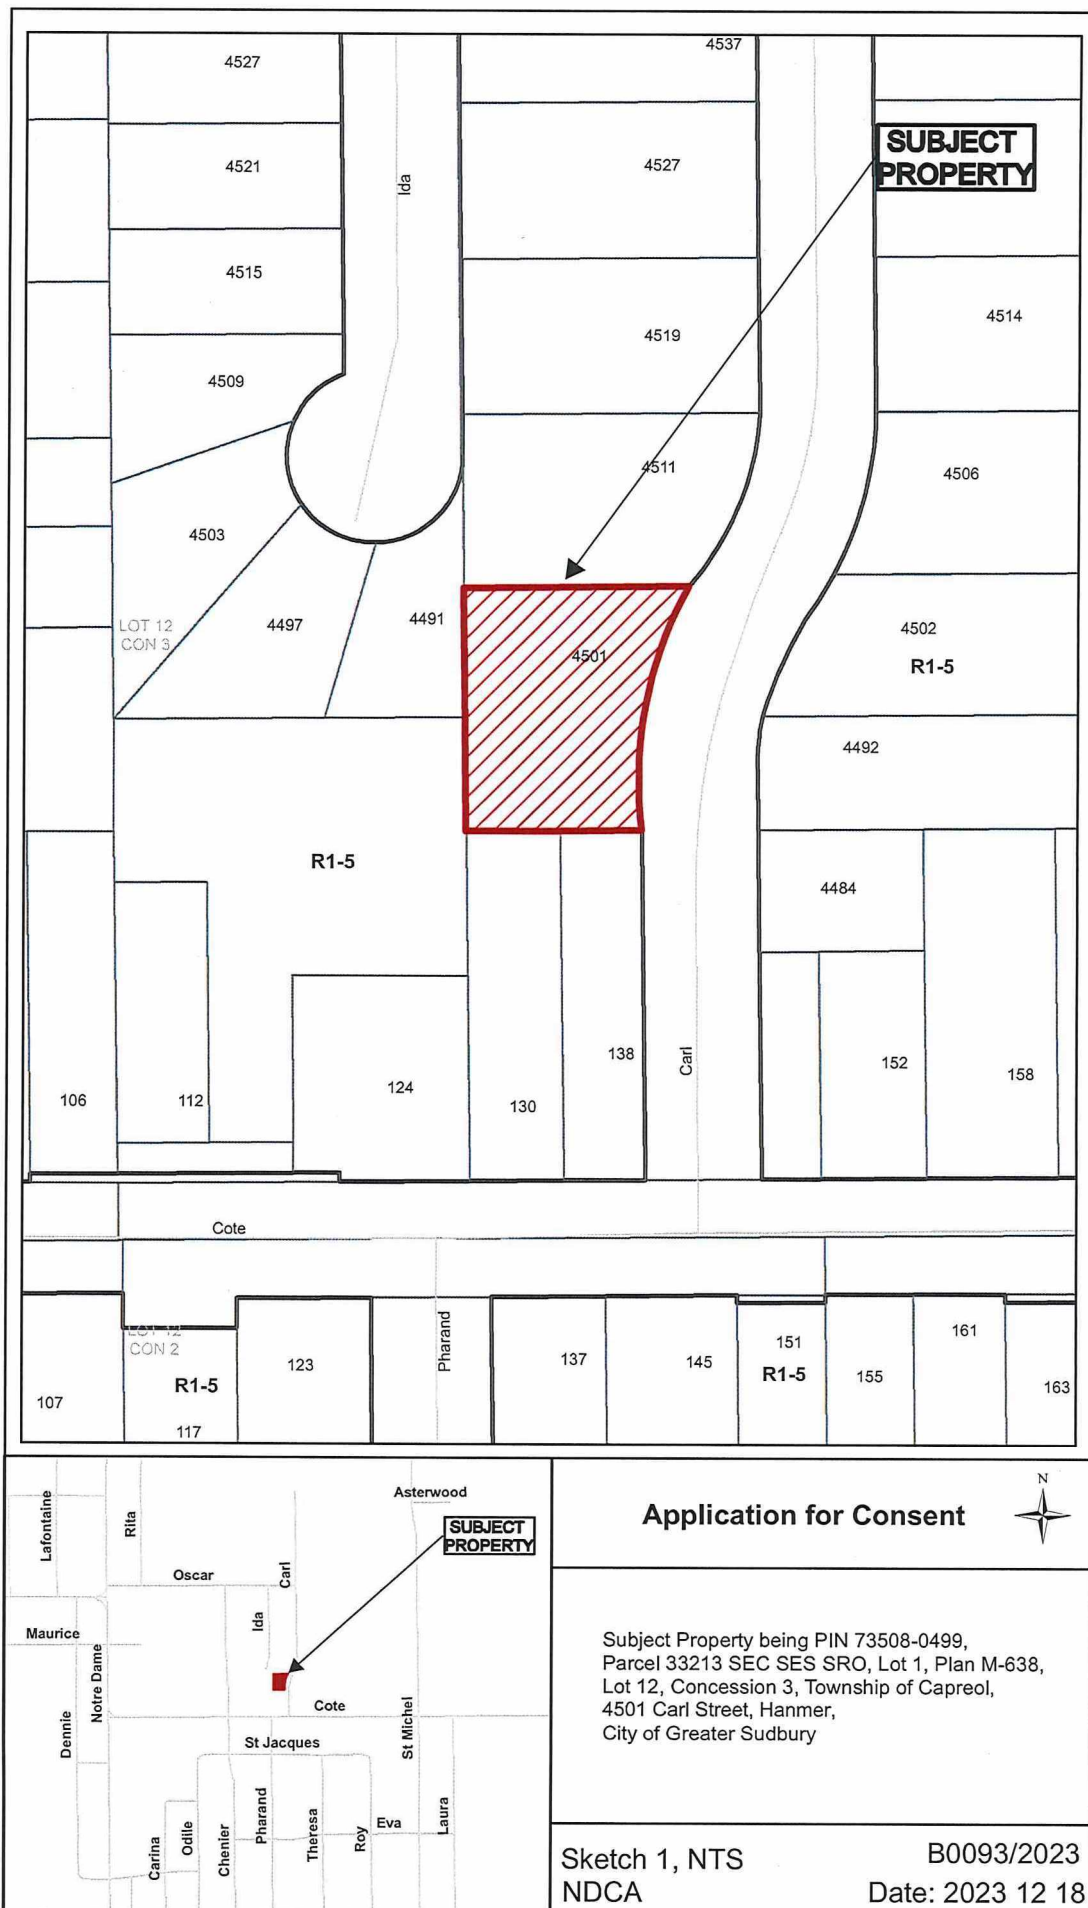 4537
4527
SUBJECT
PROPERTY
4521
4527
Ida
4515
4514
4519
4509
4511
4506
4503
4497
4491
LOT 12
CON 3
4501
4502
R1-5
4492
R1-5
4484
138
152
158
Carl
106
112
124
130
Cote
LOT 12
CON 2
Pharand
R1-5
123
137
145
151
R1-5
155
161
163
107
117
Asterwood
Lafontaine
Rita
SUBJECT
PROPERTY
Oscar
Carl
Ida
Maurice
Notre Dame
Dennie
Cote
St Michel
St Jacques
Carina
Odile
Chenier
Pharand
Theresa
Roy
Eva
Laura
N
Application for Consent
Subject Property being PIN 73508-0499,
Parcel 33213 SEC SES SRO, Lot 1, Plan M-638,
Lot 12, Concession 3, Township of Capreol,
4501 Carl Street, Hanmer,
City of Greater Sudbury
Sketch 1, NTS
NDCA
B0093/2023
Date: 2023 12 18